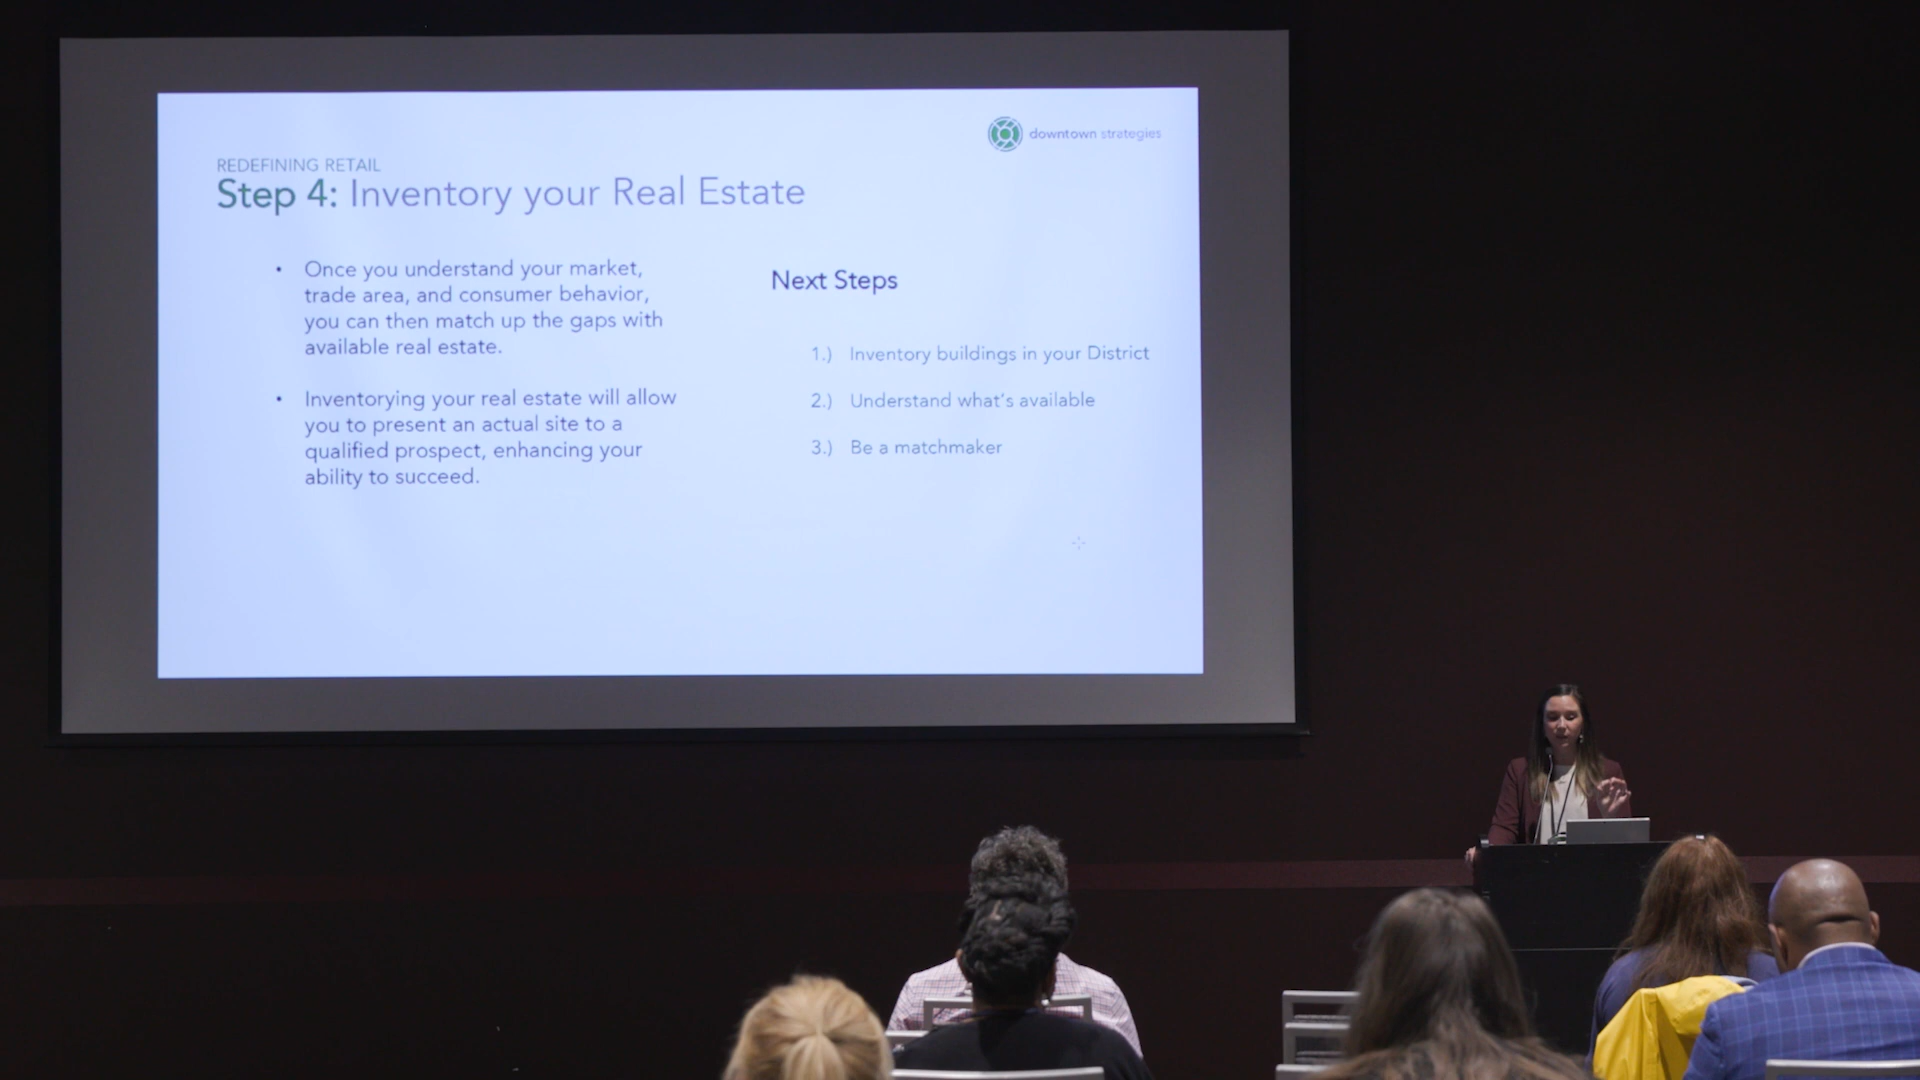 downtown strategies
REDEFINING RETAIL
Step 4: Inventory your Real Estate
• Once you understand your market,
trade area, and consumer behavior,
you can then match up the gaps with
available real estate.
• Inventorying your real estate will allow
you to present an actual site to a
qualified prospect, enhancing your
ability to succeed.
Next Steps
1.) Inventory buildings in your District
2.) Understand what's available
3.) Be a matchmaker